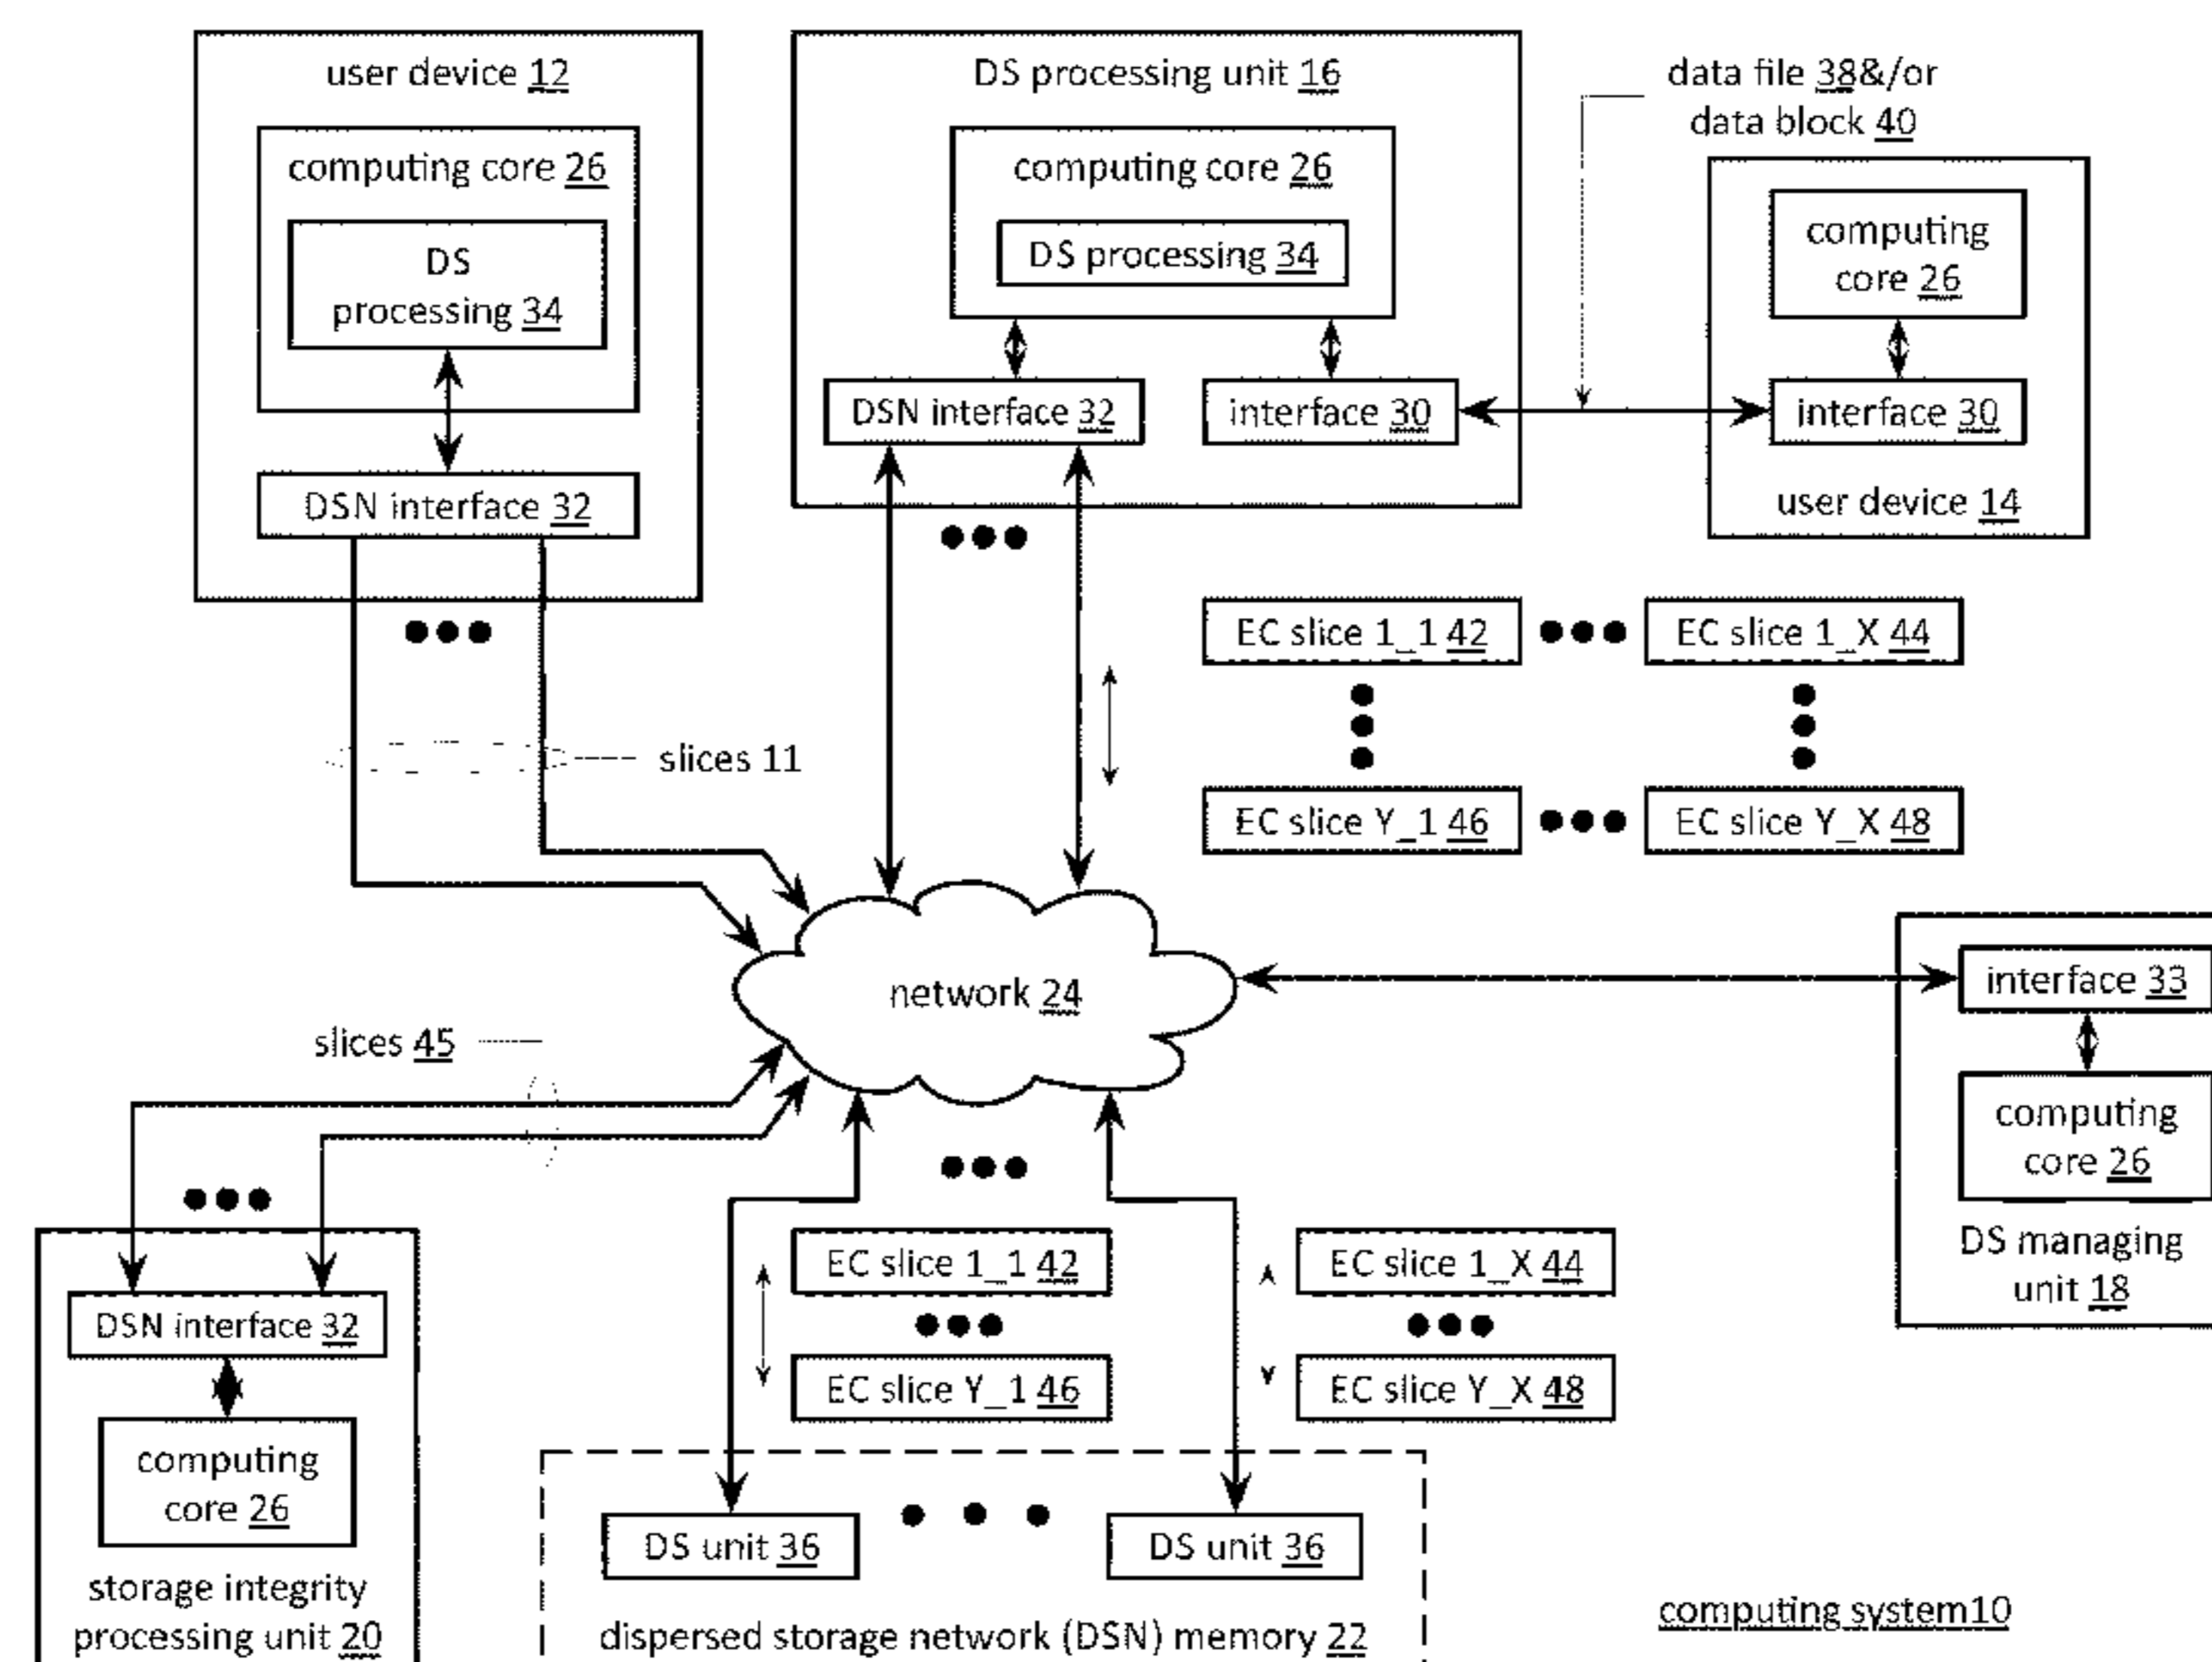 user device 12
computing core 26
DS
processing 34
DSN interface 32
DS processing unit 16
computing core 26
DS processing 34
DSN interface 32
interface 30
data file 38&/or
data block 40
computing
core 26
interface 30
user device 14
slices 11
EC slice 1_1 42
EC slice 1_X 44
EC slice Y_1 46
EC slice Y_X 48
network 24
interface 33
computing
core 26
DS managing
unit 18
slices 45
DSN interface 32
computing
core 26
storage integrity
processing unit 20
EC slice 1_1 42
EC slice 1_X 44
EC slice Y_1 46
EC slice Y_X 48
DS unit 36
DS unit 36
dispersed storage network (DSN) memory 22
computing system10